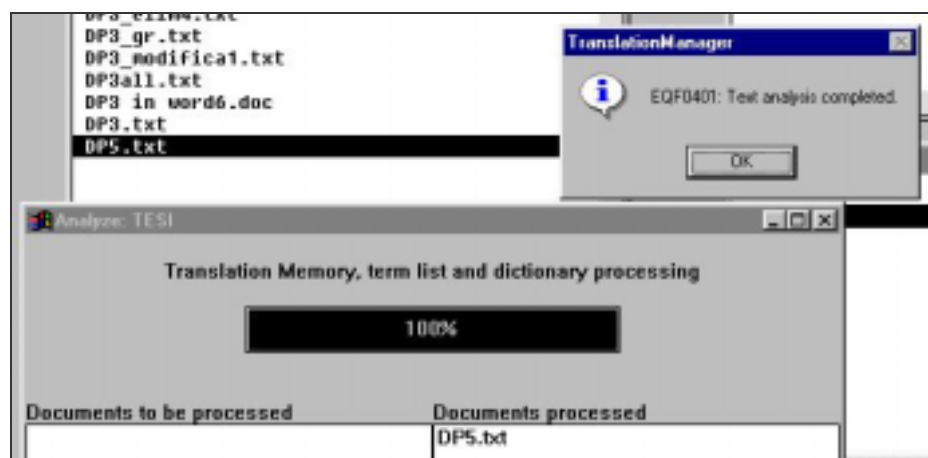 DP3_elim4.txt
DP3_gr.txt
DP3_modifica1.txt
DP3all.txt
DP3 in word6.doc
DP3.txt
DP5.txt
TranslationManager
EQF0401: Text analysis completed.
OK
Analyze: TESI
Translation Memory, term list and dictionary processing
100%
Documents to be processed
Documents processed
DP5.txt